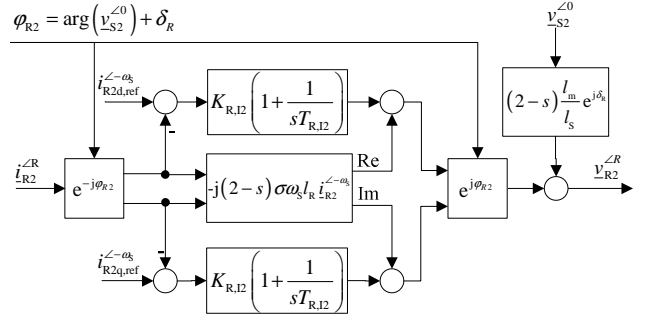 φ_R2 = arg(v_S2^∠0) + δ_R
v_S2^∠0
i_R2d,ref^∠-ω_S
K_R,I2 (1 + 1/(sT_R,I2))
(2 - s) l_m/l_S e^jδ_R
-
Re
i_R2^∠R
e^-jφ_R2
-j(2 - s)σω_S l_R i_R2^∠-ω_S
Im
e^jφ_R2
v_R2^∠R
-
i_R2q,ref^∠-ω_S
K_R,I2 (1 + 1/(sT_R,I2))